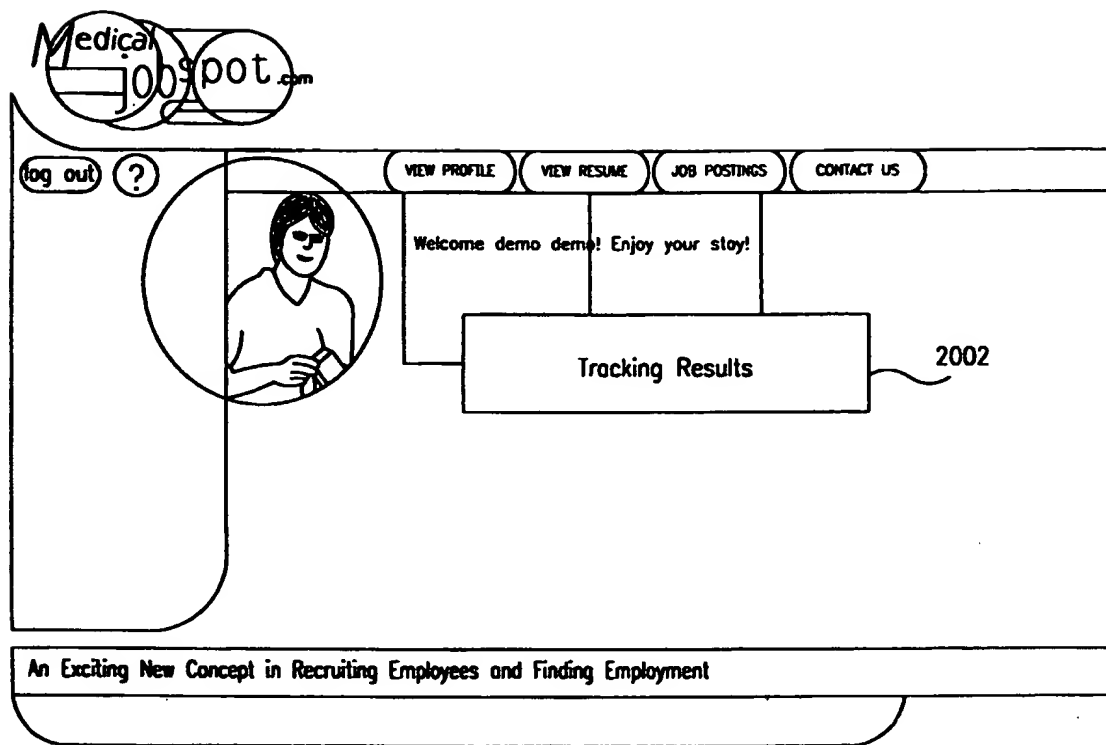 Medical
jobspot.com
log out ?
VIEW PROFILE VIEW RESUME JOB POSTINGS CONTACT US
Welcome demo demo! Enjoy your stay!
Tracking Results
2002
An Exciting New Concept in Recruiting Employees and Finding Employment